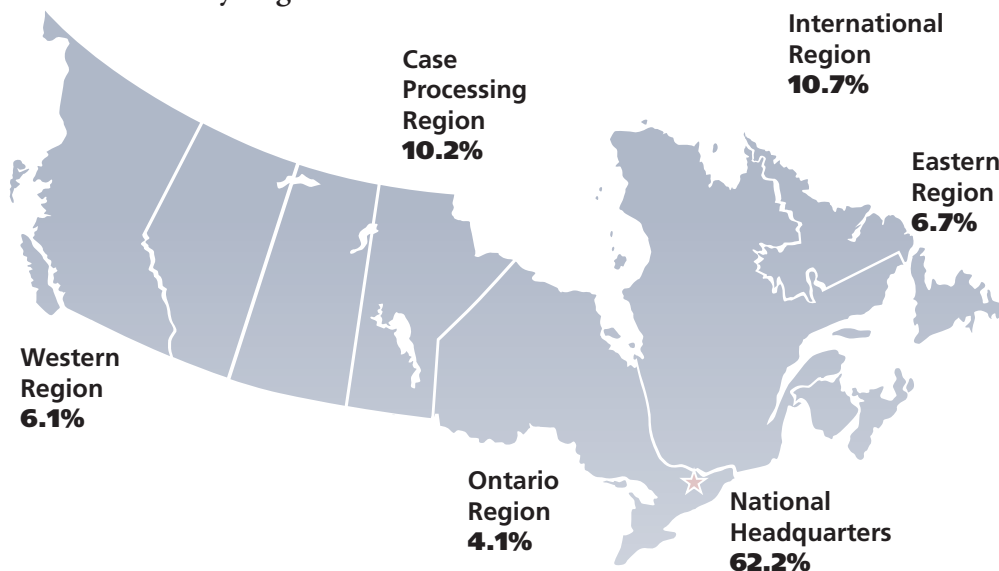 International
Region
10.7%
Case
Processing
Region
10.2%
Eastern
Region
6.7%
Western
Region
6.1%
Ontario
Region
4.1%
National
Headquarters
62.2%